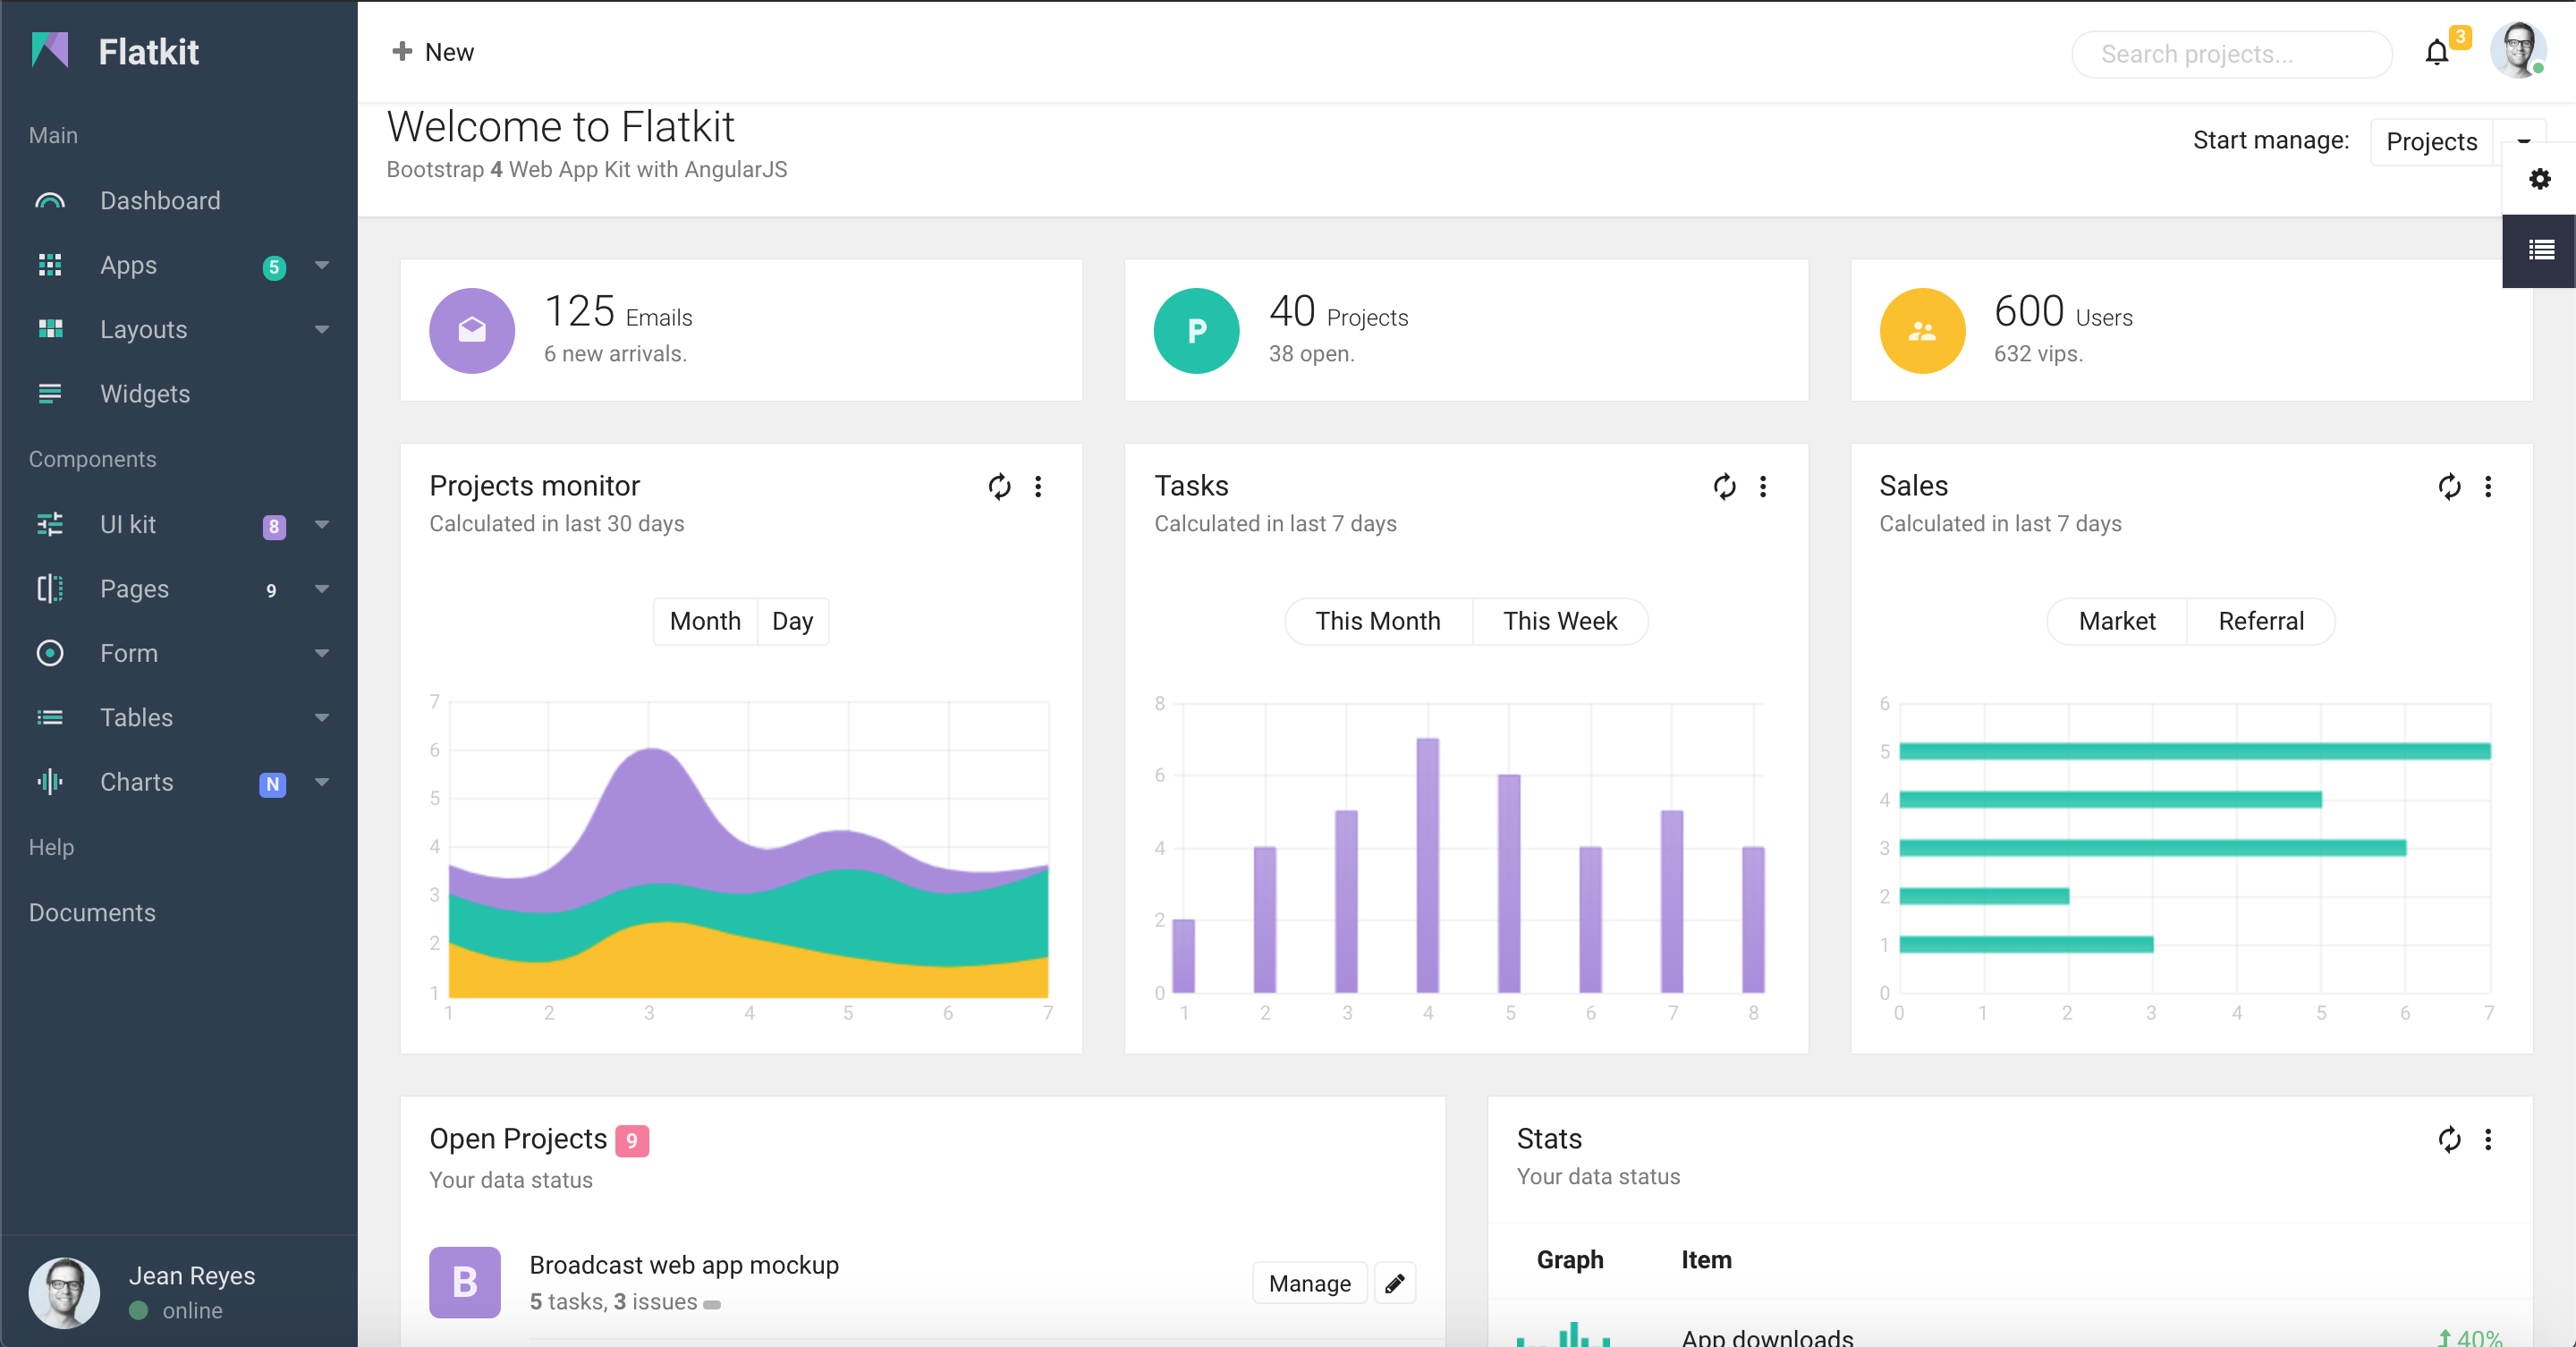 Flatkit
Main
Dashboard
Apps 5
Layouts
Widgets
Components
UI kit 8
Pages 9
Form
Tables
Charts N
Help
Documents
Jean Reyes
online
New
Search projects...
3
Welcome to Flatkit
Bootstrap 4 Web App Kit with AngularJS
Start manage: Projects
125 Emails
6 new arrivals.
P
40 Projects
38 open.
600 Users
632 vips.
Projects monitor
Calculated in last 30 days
Month Day
7
6
5
4
3
2
1
1 2 3 4 5 6 7
Tasks
Calculated in last 7 days
This Month This Week
8
6
4
2
0
1 2 3 4 5 6 7 8
Sales
Calculated in last 7 days
Market Referral
6
5
4
3
2
1
0
0 1 2 3 4 5 6 7
Open Projects 9
Your data status
B
Broadcast web app mockup
5 tasks, 3 issues
Manage
Stats
Your data status
Graph Item
App downloads 40%